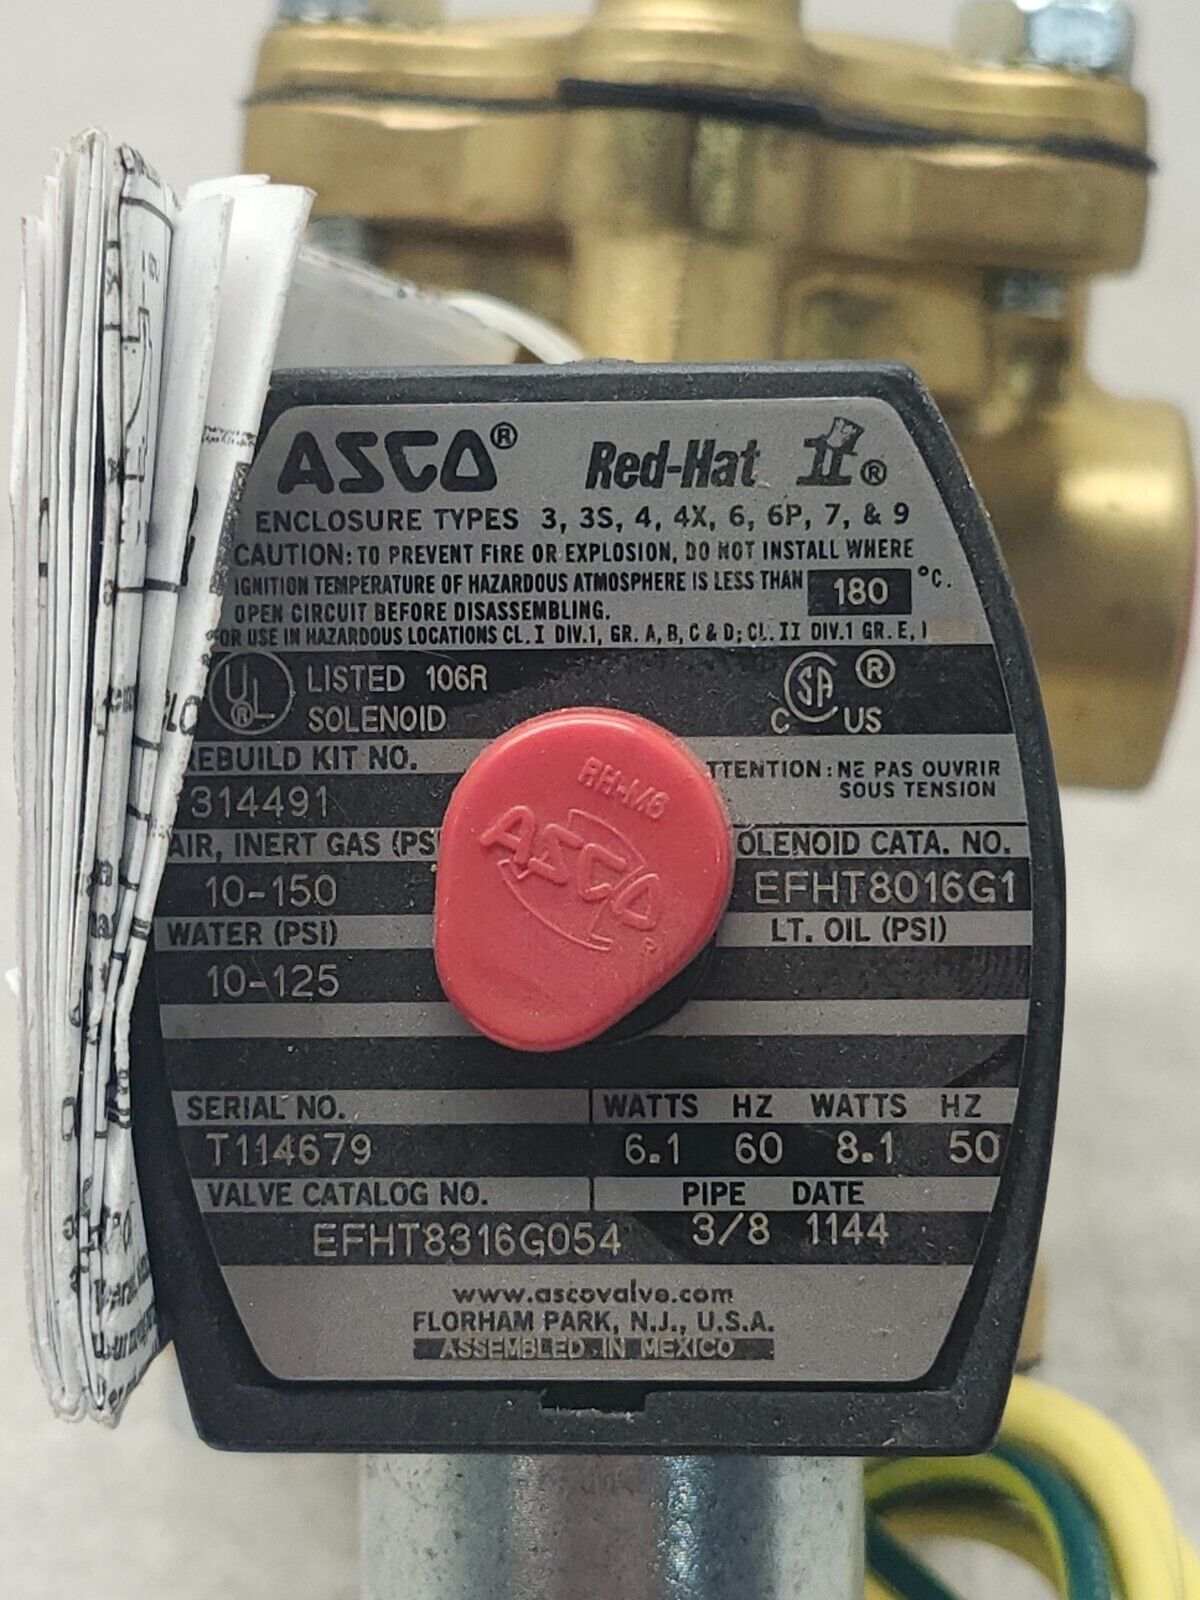 ASCO® Red-Hat II®
ENCLOSURE TYPES 3, 3S, 4, 4X, 6, 6P, 7, & 9
CAUTION: TO PREVENT FIRE OR EXPLOSION, DO NOT INSTALL WHERE
IGNITION TEMPERATURE OF HAZARDOUS ATMOSPHERE IS LESS THAN 180 °C.
OPEN CIRCUIT BEFORE DISASSEMBLING.
FOR USE IN HAZARDOUS LOCATIONS CL. I DIV.1, GR. A, B, C & D; CL. II DIV.1 GR. E,
UL® LISTED 106R
SOLENOID
C SA US ®
REBUILD KIT NO.
314491
TTENTION: NE PAS OUVRIR
SOUS TENSION
RH-M6
ASCO®
AIR, INERT GAS (PS
OLENOID CATA. NO.
10-150
EFHT8016G1
WATER (PSI)
LT. OIL (PSI)
10-125
SERIAL NO. WATTS HZ WATTS HZ
T114679 6.1 60 8.1 50
VALVE CATALOG NO. PIPE DATE
EFHT8316G054 3/8 1144
www.ascovalve.com
FLORHAM PARK, N.J., U.S.A.
ASSEMBLED IN MEXICO